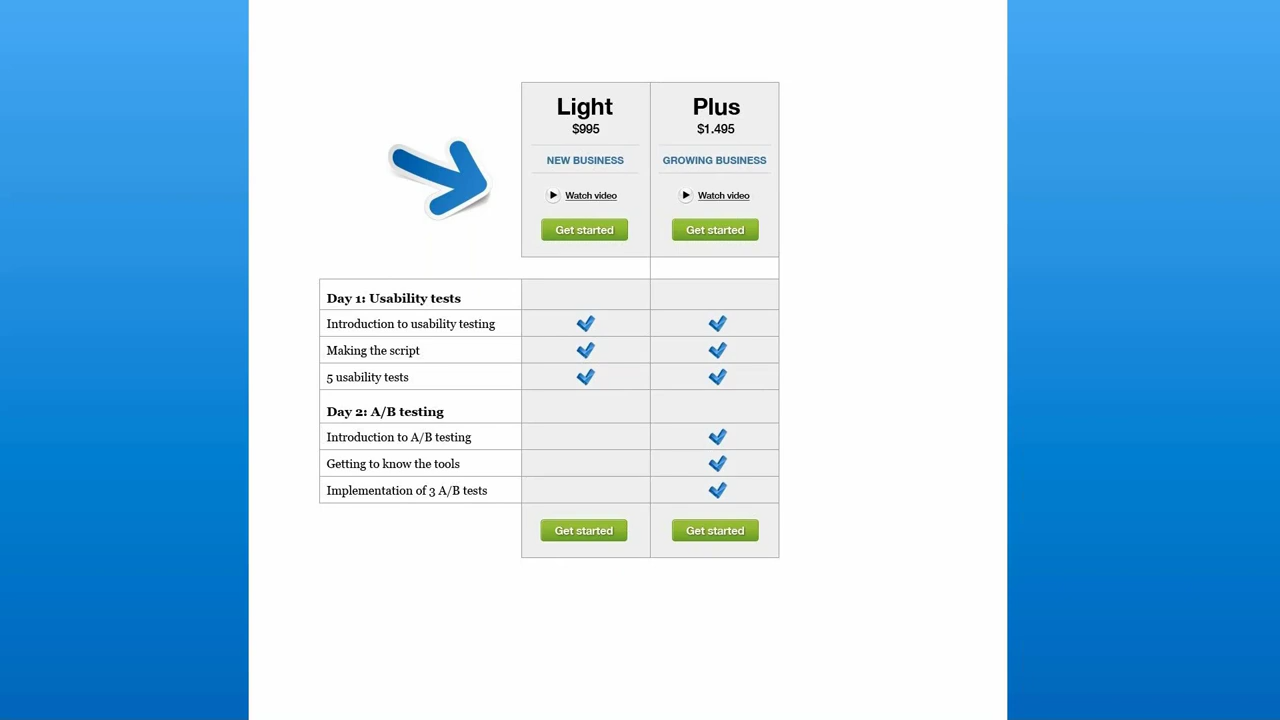 Light
$995
NEW BUSINESS
Watch video
Get started
Plus
$1.495
GROWING BUSINESS
Watch video
Get started
Day 1: Usability tests
Introduction to usability testing
Making the script
5 usability tests
Day 2: A/B testing
Introduction to A/B testing
Getting to know the tools
Implementation of 3 A/B tests
Get started
Get started